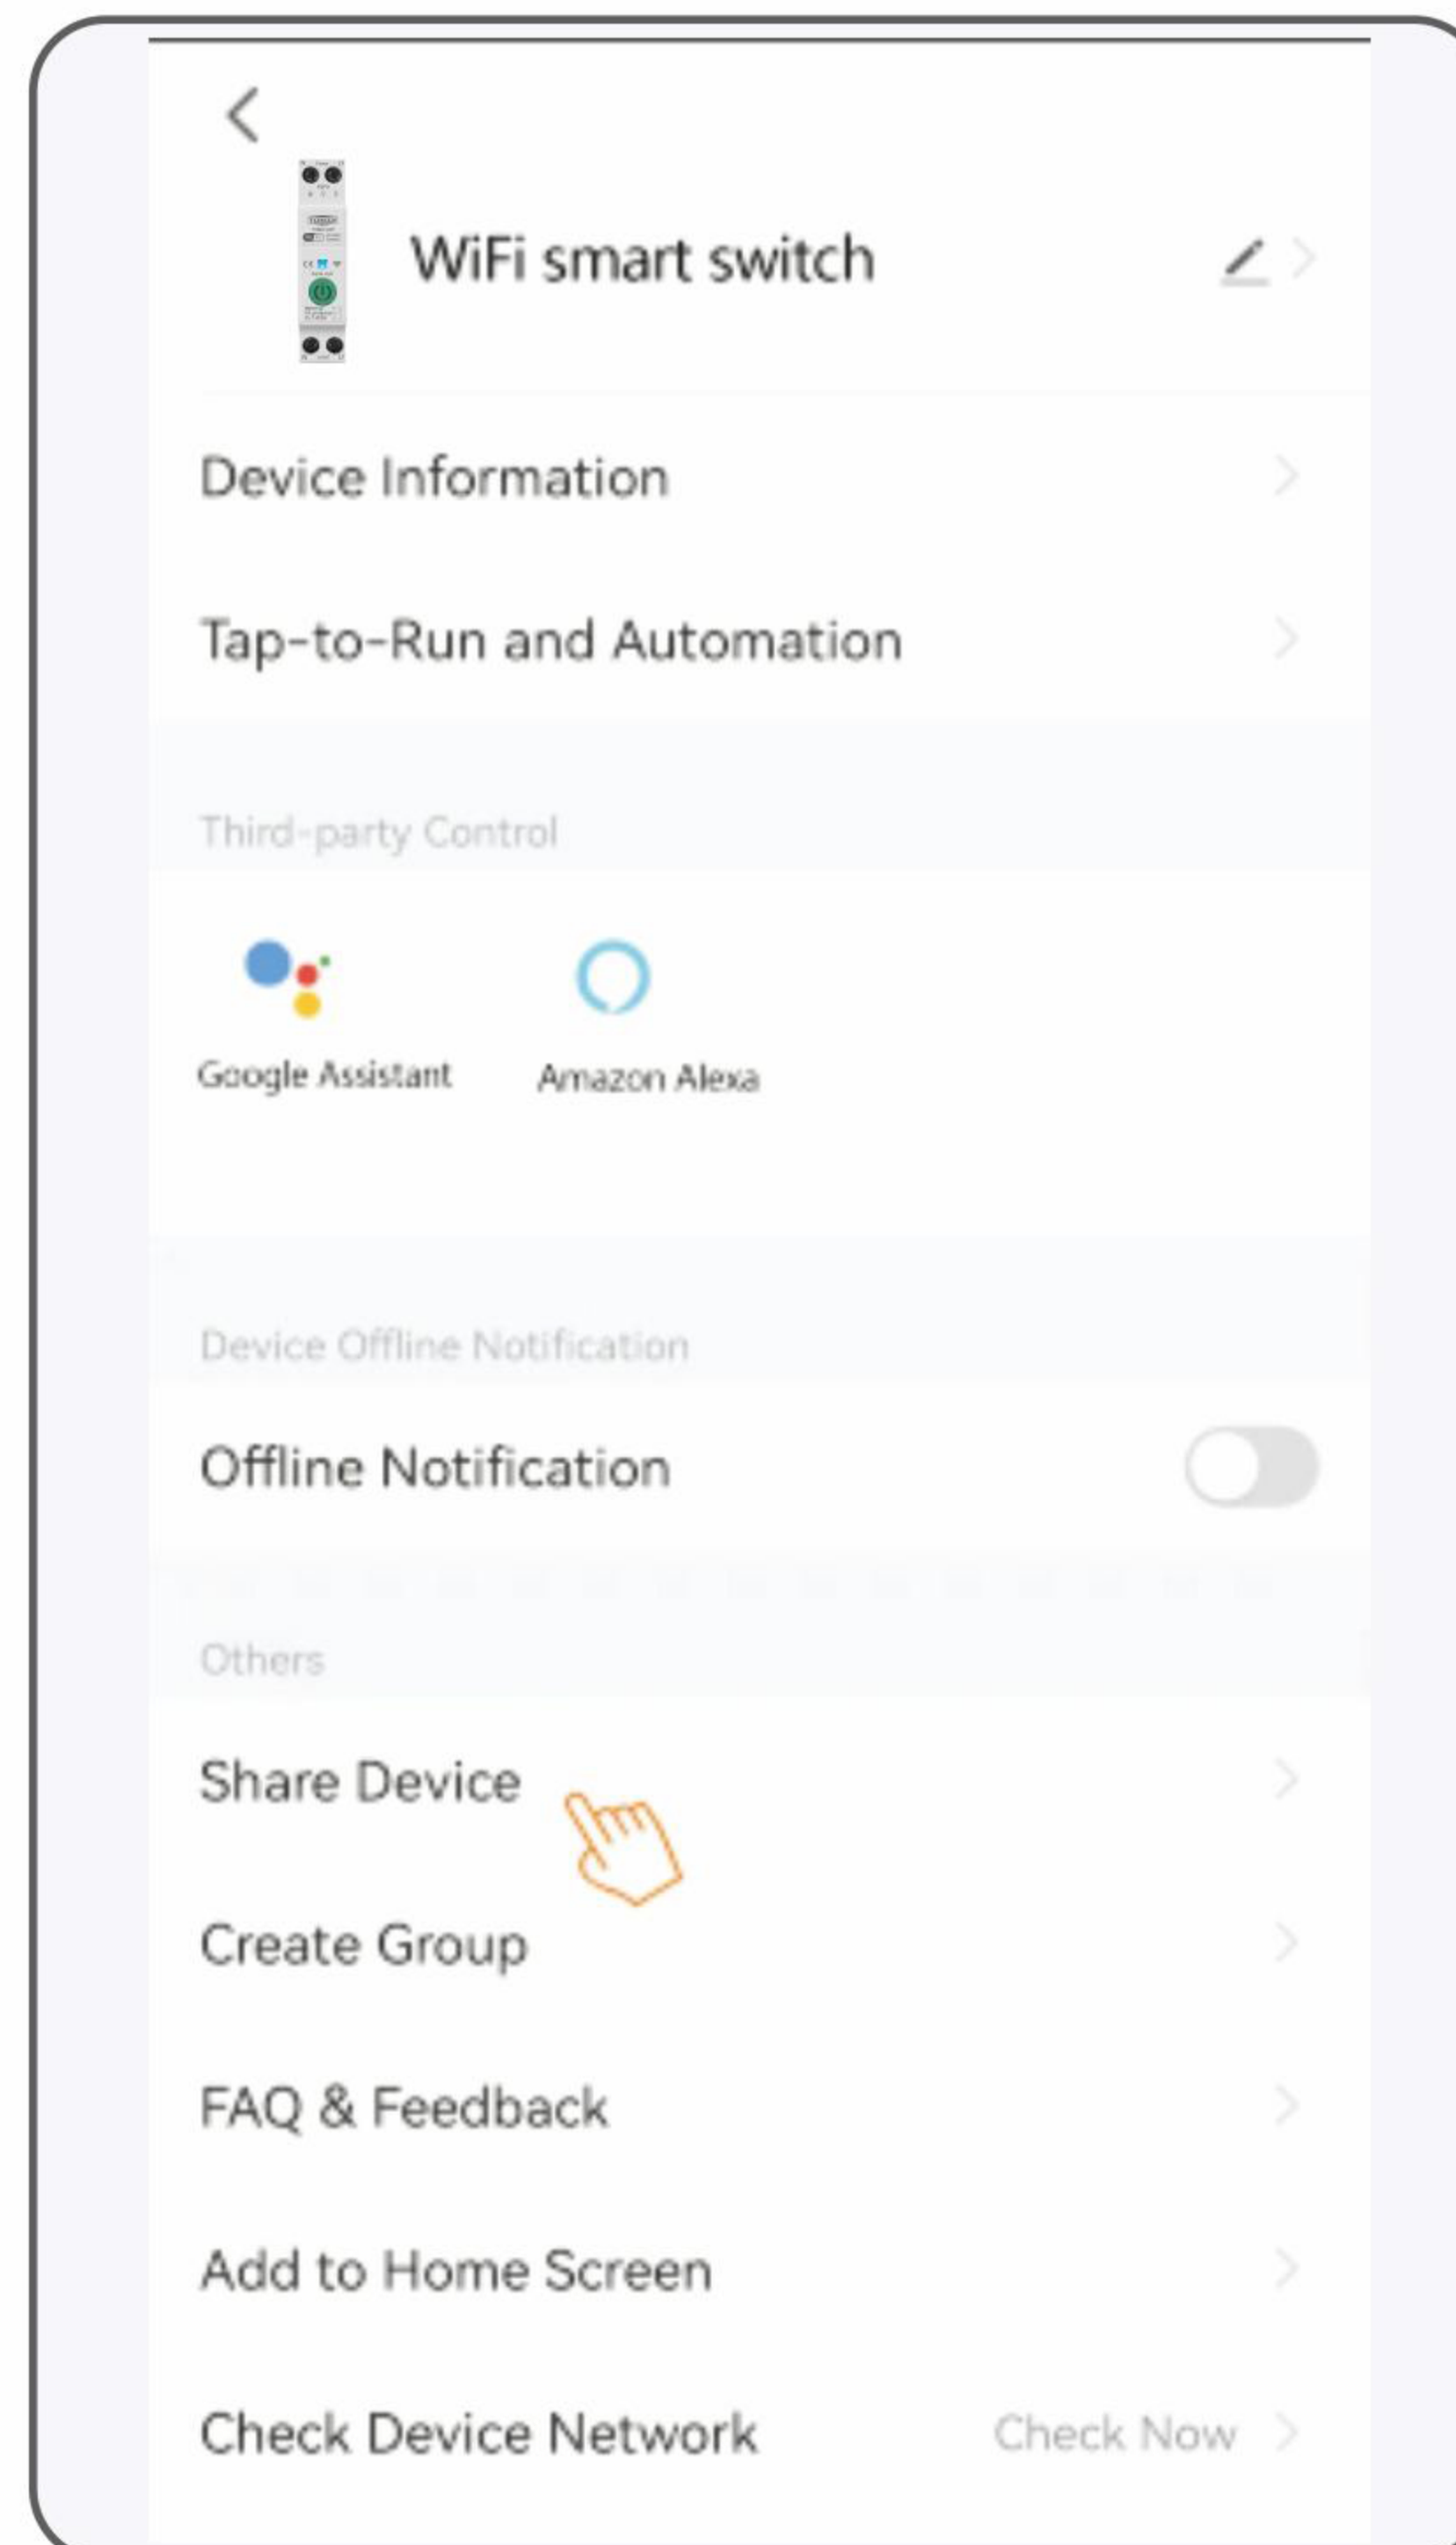 WiFi smart switch
Device Information
Tap-to-Run and Automation
Third-party Control
Google Assistant
Amazon Alexa
Device Offline Notification
Offline Notification
Others
Share Device
Create Group
FAQ & Feedback
Add to Home Screen
Check Device Network Check Now